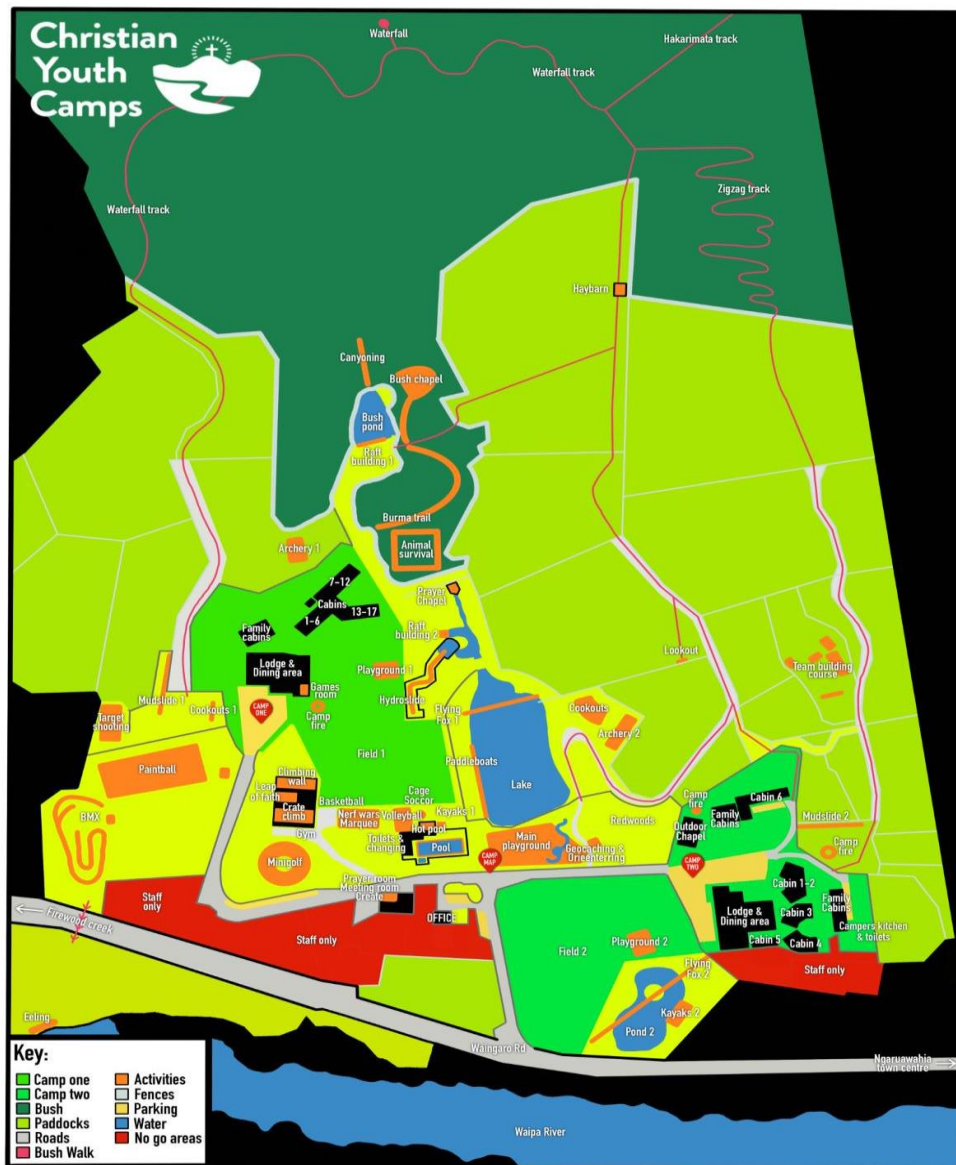 Christian
Youth
Camps
Waterfall
Hakarimata track
Waterfall track
Zigzag track
Waterfall track
Haybarn
Canyoning
Bush chapel
Bush
pond
Raft
building 1
Burma trail
Archery 1
Animal
survival
7-12
Cabins
13-17
1-6
Prayer
Chapel
Family
cabins
Raft
building 2
Lookout
Lodge &
Dining area
Playground 1
Team building
course
Games
room
Hydroslide
Mudslide 1
Cookouts 1
CAMP
ONE
Camp
fire
Flying
Fox 1
Cookouts
Target
shooting
Archery 2
Field 1
Paddleboats
Lake
Paintball
Climbing
wall
Leap
of faith
Crate
climb
Gym
Basketball
Nerf wars
Marquee
Volleyball
Cage
Soccor
Kayaks 1
Camp
fire
Cabin 6
Family
Cabins
BMX
Toilets &
changing
Hot pool
Pool
Main
playground
Redwoods
Outdoor
Chapel
Mudslide 2
Camp
fire
Minigolf
CAMP
MAP
Geocaching &
Orienterring
CAMP
TWO
Prayer room
Meeting room
Create
Cabin 1-2
Staff
only
OFFICE
Lodge &
Dining area
Cabin 3
Family
Cabins
Firewood creek
Staff only
Field 2
Playground 2
Cabin 5
Cabin 4
Campers kitchen
& toilets
Flying
Fox 2
Staff only
Kayaks 2
Pond 2
Eeling
Waingaro Rd
Ngaruawahia
town centre
Key:
Camp one
Camp two
Bush
Paddocks
Roads
Bush Walk
Activities
Fences
Parking
Water
No go areas
Waipa River